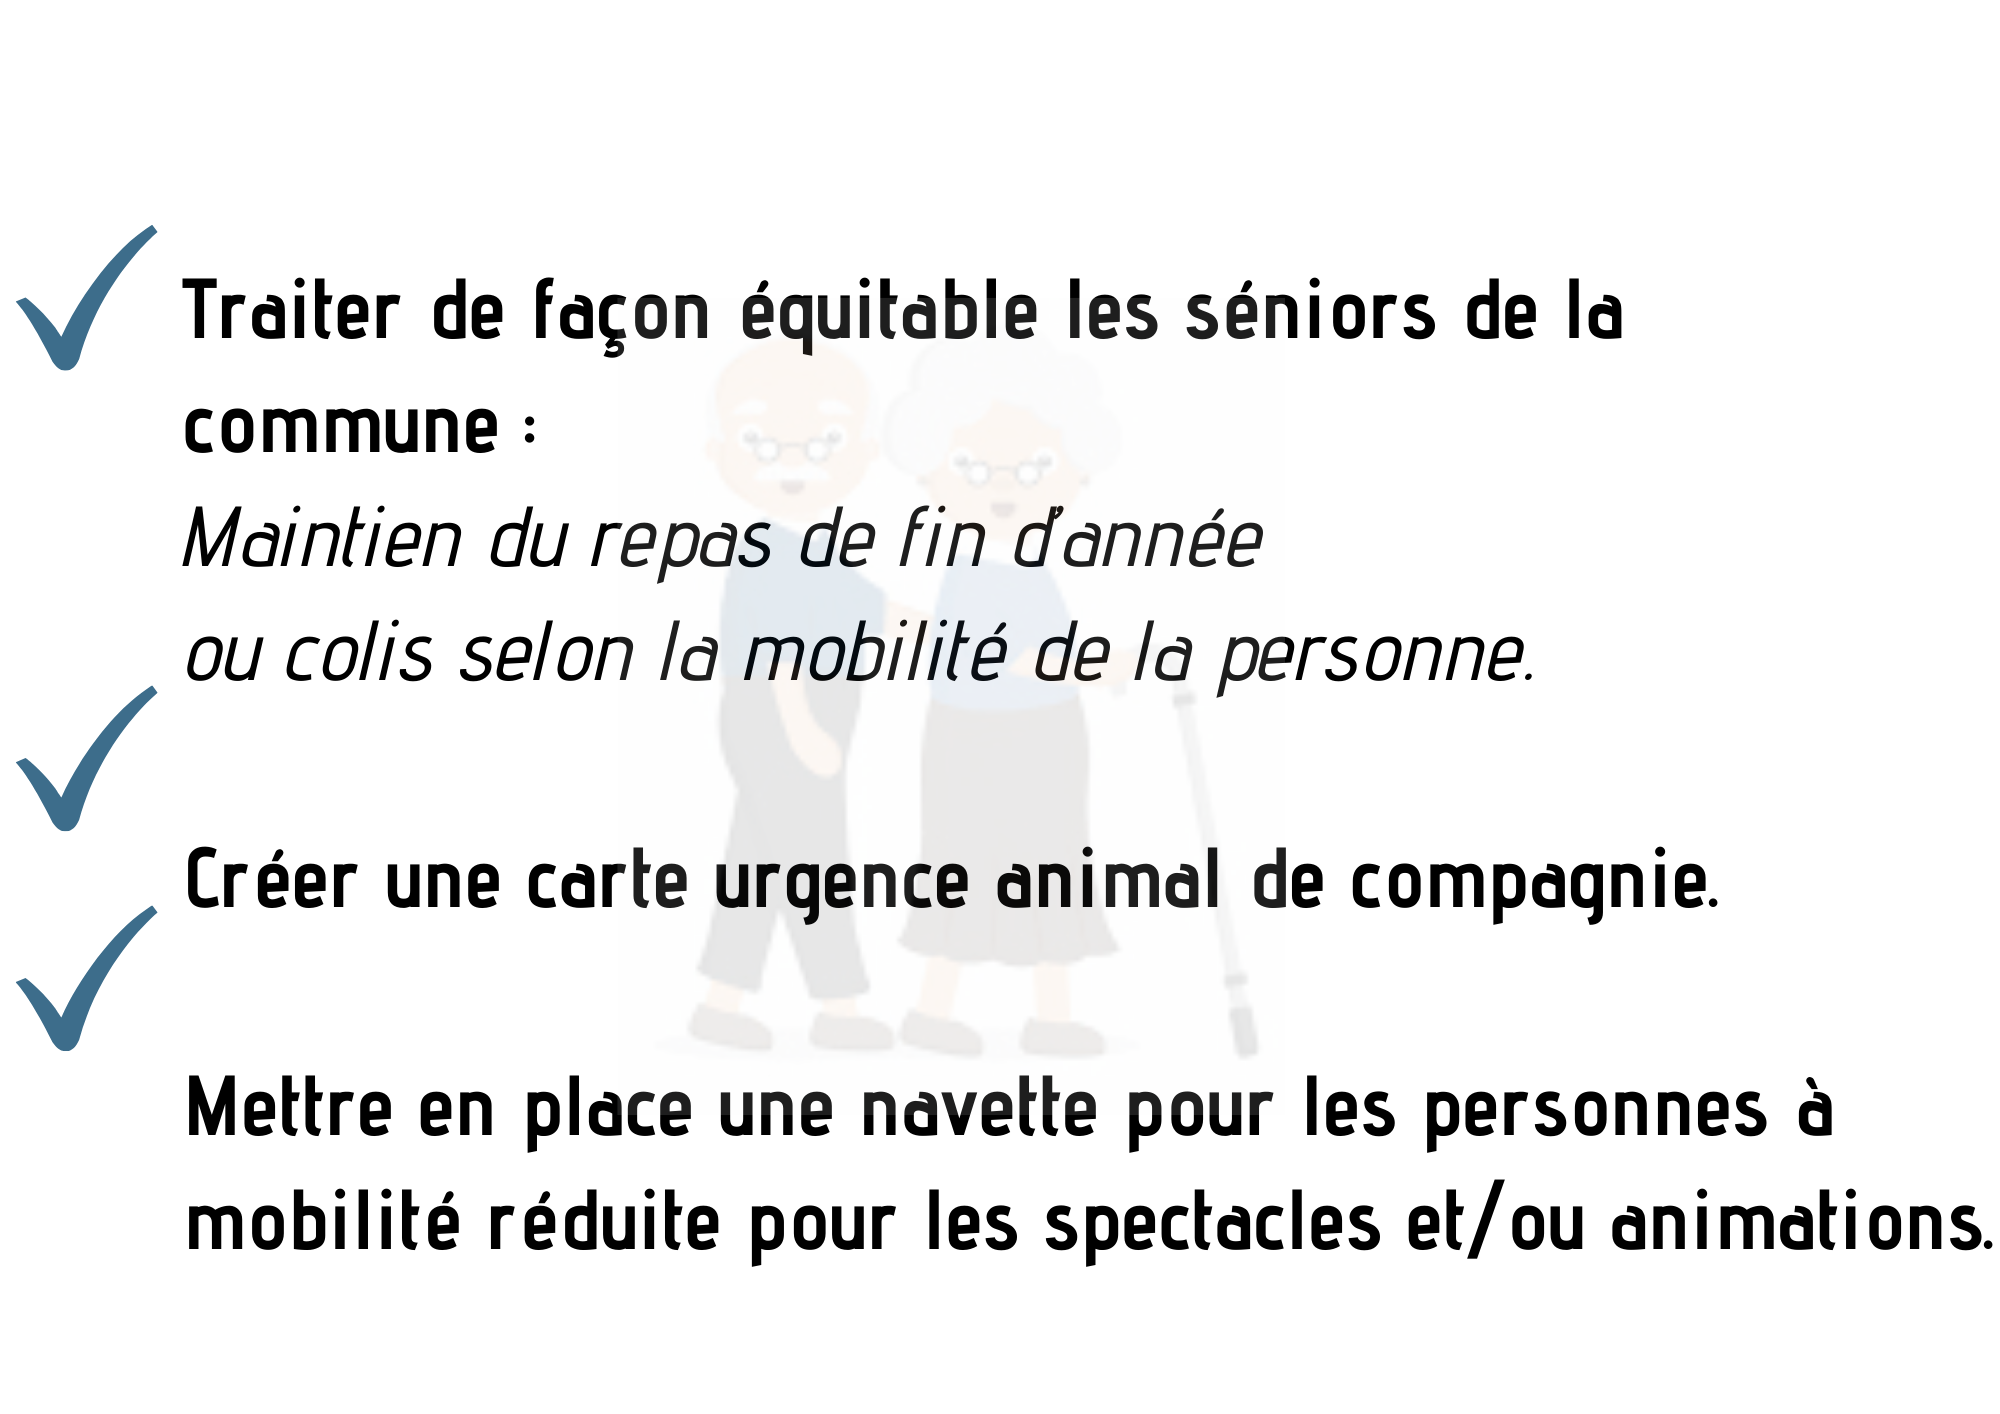 Traiter de façon équitable les séniors de la
commune :
Maintien du repas de fin d'année
ou colis selon la mobilité de la personne.
Créer une carte urgence animal de compagnie.
Mettre en place une navette pour les personnes à
mobilité réduite pour les spectacles et/ou animations.